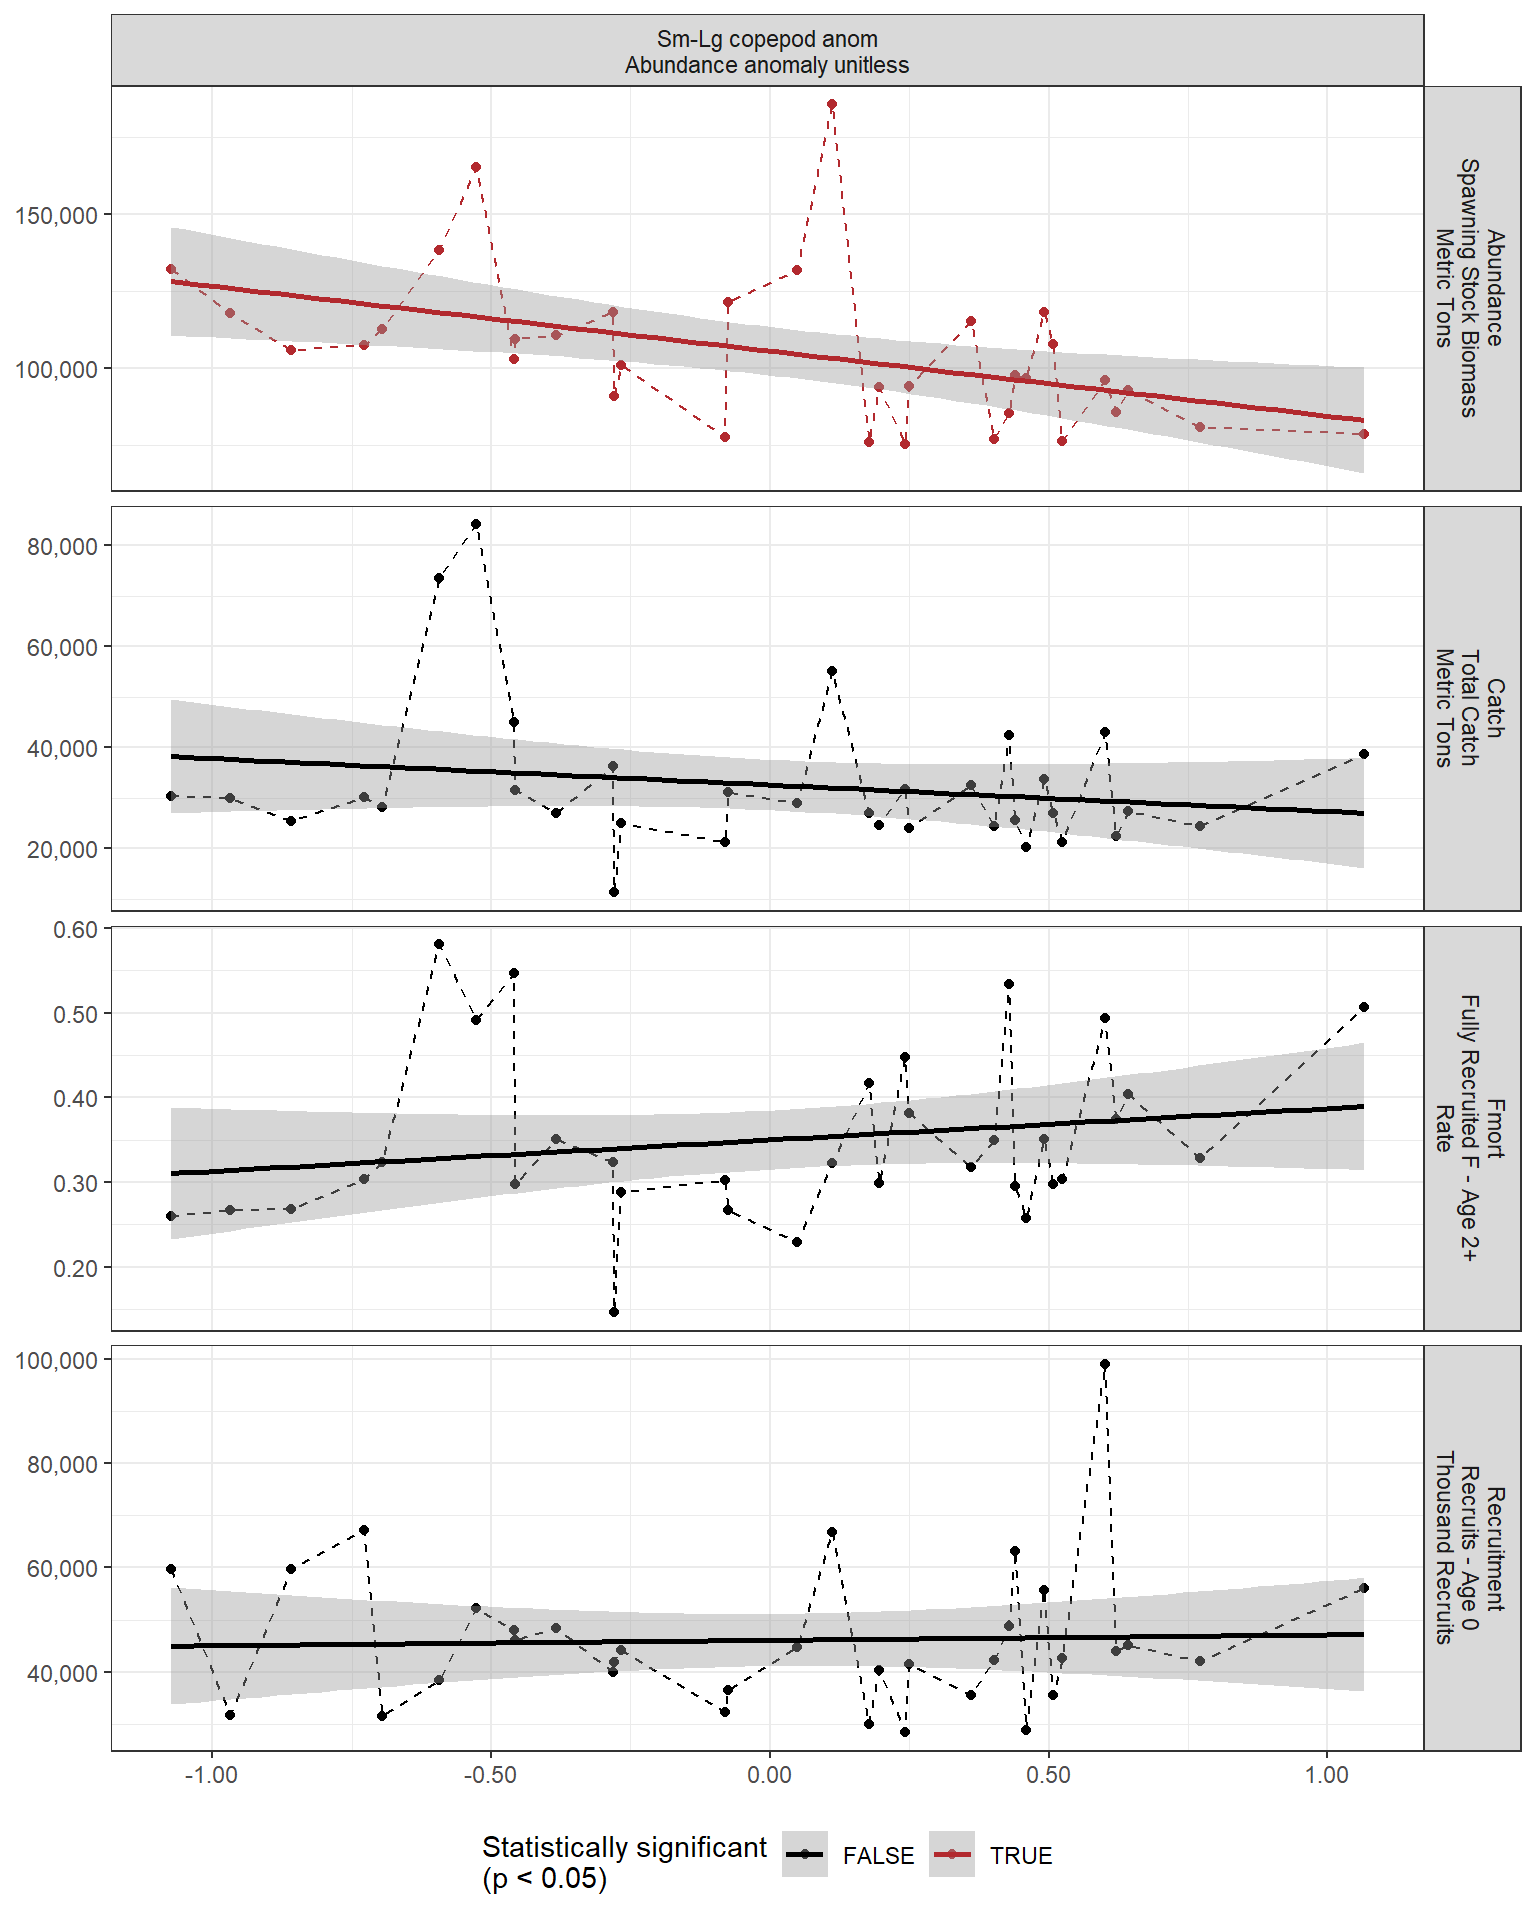 Sm-Lg copepod anom
Abundance anomaly unitless
150,000
100,000
Abundance
Spawning Stock Biomass
Metric Tons
80,000
60,000
40,000
20,000
Catch
Total Catch
Metric Tons
0.60
0.50
0.40
0.30
0.20
Fmort
Fully Recruited F - Age 2+
Rate
100,000
80,000
60,000
40,000
Recruitment
Recruits - Age 0
Thousand Recruits
-1.00 -0.50 0.00 0.50 1.00
Statistically significant
(p < 0.05)
FALSE TRUE